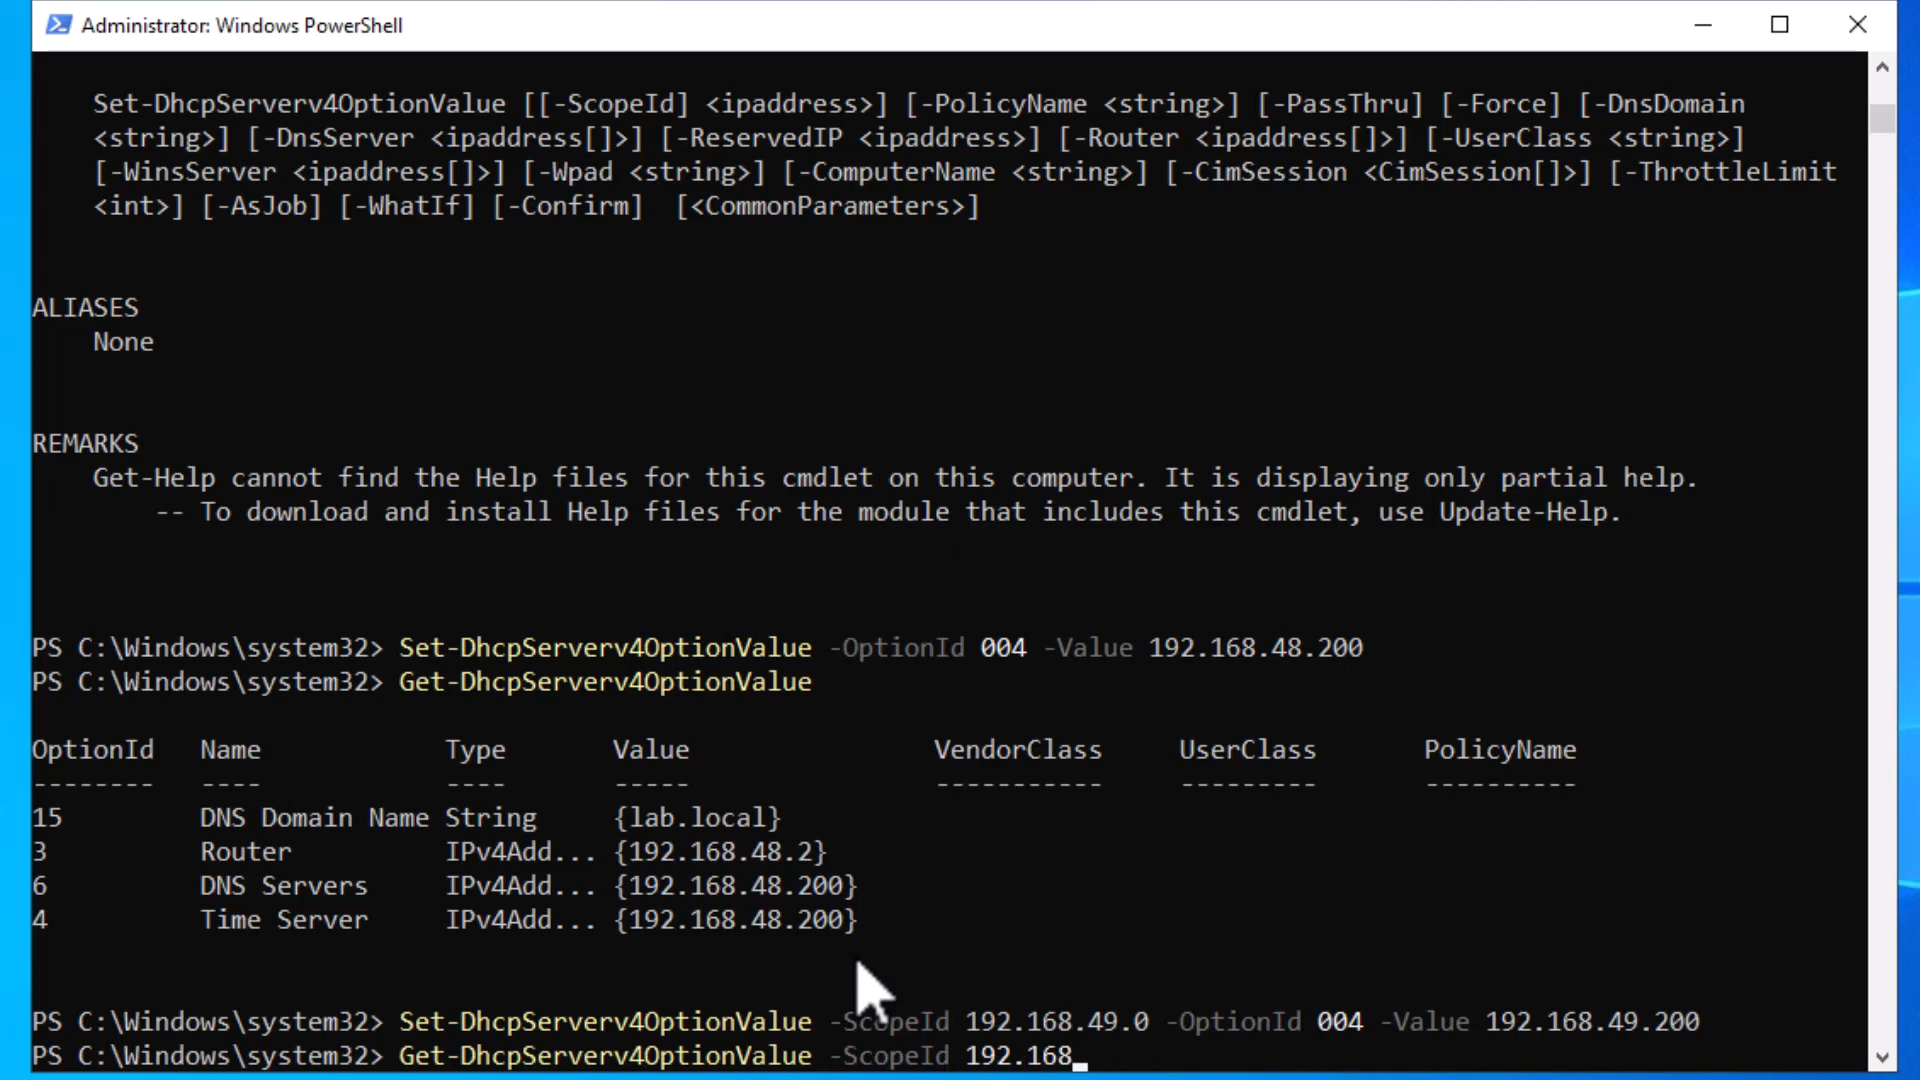 Administrator: Windows PowerShell
Set-DhcpServerv4OptionValue [[-ScopeId] <ipaddress>] [-PolicyName <string>] [-PassThru] [-Force] [-DnsDomain
<string>] [-DnsServer <ipaddress[]>] [-ReservedIP <ipaddress>] [-Router <ipaddress[]>] [-UserClass <string>]
[-WinsServer <ipaddress[]>] [-Wpad <string>] [-ComputerName <string>] [-CimSession <CimSession[]>] [-ThrottleLimit
<int>] [-AsJob] [-WhatIf] [-Confirm]  [<CommonParameters>]
ALIASES
None
REMARKS
Get-Help cannot find the Help files for this cmdlet on this computer. It is displaying only partial help.
-- To download and install Help files for the module that includes this cmdlet, use Update-Help.
PS C:\Windows\system32> Set-DhcpServerv4OptionValue -OptionId 004 -Value 192.168.48.200
PS C:\Windows\system32> Get-DhcpServerv4OptionValue
OptionId   Name            Type       Value                VendorClass     UserClass       PolicyName
--------   ----            ----       -----                -----------     ---------       ----------
15         DNS Domain Name String     {lab.local}
3          Router          IPv4Add... {192.168.48.2}
6          DNS Servers     IPv4Add... {192.168.48.200}
4          Time Server     IPv4Add... {192.168.48.200}
PS C:\Windows\system32> Set-DhcpServerv4OptionValue -ScopeId 192.168.49.0 -OptionId 004 -Value 192.168.49.200
PS C:\Windows\system32> Get-DhcpServerv4OptionValue -ScopeId 192.168_